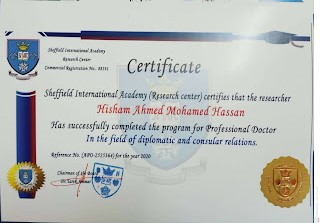 Sheffield International Academy
Research Center
Commercial Registration No.
Certificate
Sheffield International Academy (Research center) certifies that the researcher
Hisham Ahmed Mohamed Hassan
Has successfully completed the program for Professional Doctor
In the field of diplomatic and consular relations.
Reference No. (APO-2525364) for the year 2020
Chairman of the Board